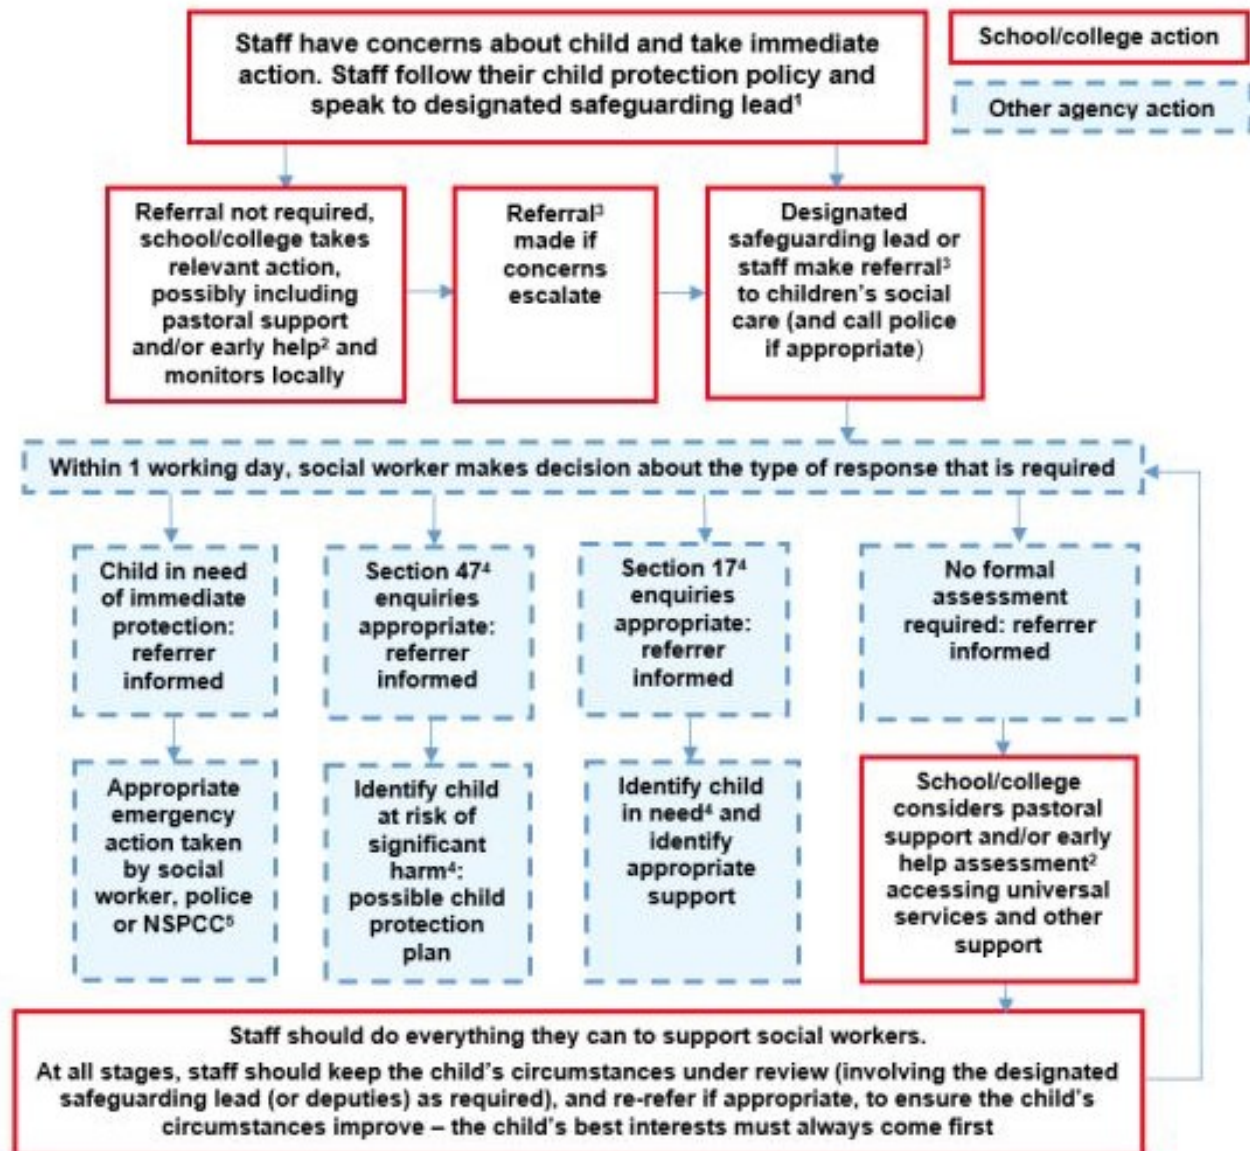 Staff have concerns about child and take immediate
action. Staff follow their child protection policy and
speak to designated safeguarding lead¹
School/college action
Other agency action
Referral not required,
school/college takes
relevant action,
possibly including
pastoral support
and/or early help² and
monitors locally
Referral³
made if
concerns
escalate
Designated
safeguarding lead or
staff make referral³
to children's social
care (and call police
if appropriate)
Within 1 working day, social worker makes decision about the type of response that is required
Child in need
of immediate
protection:
referrer
informed
Section 47⁴
enquiries
appropriate:
referrer
informed
Section 17⁴
enquiries
appropriate:
referrer
informed
No formal
assessment
required: referrer
informed
Appropriate
emergency
action taken
by social
worker, police
or NSPCC⁵
Identify child
at risk of
significant
harm⁴:
possible child
protection
plan
Identify child
in need⁴ and
identify
appropriate
support
School/college
considers pastoral
support and/or early
help assessment²
accessing universal
services and other
support
Staff should do everything they can to support social workers.
At all stages, staff should keep the child's circumstances under review (involving the designated
safeguarding lead (or deputies) as required), and re-refer if appropriate, to ensure the child's
circumstances improve – the child's best interests must always come first